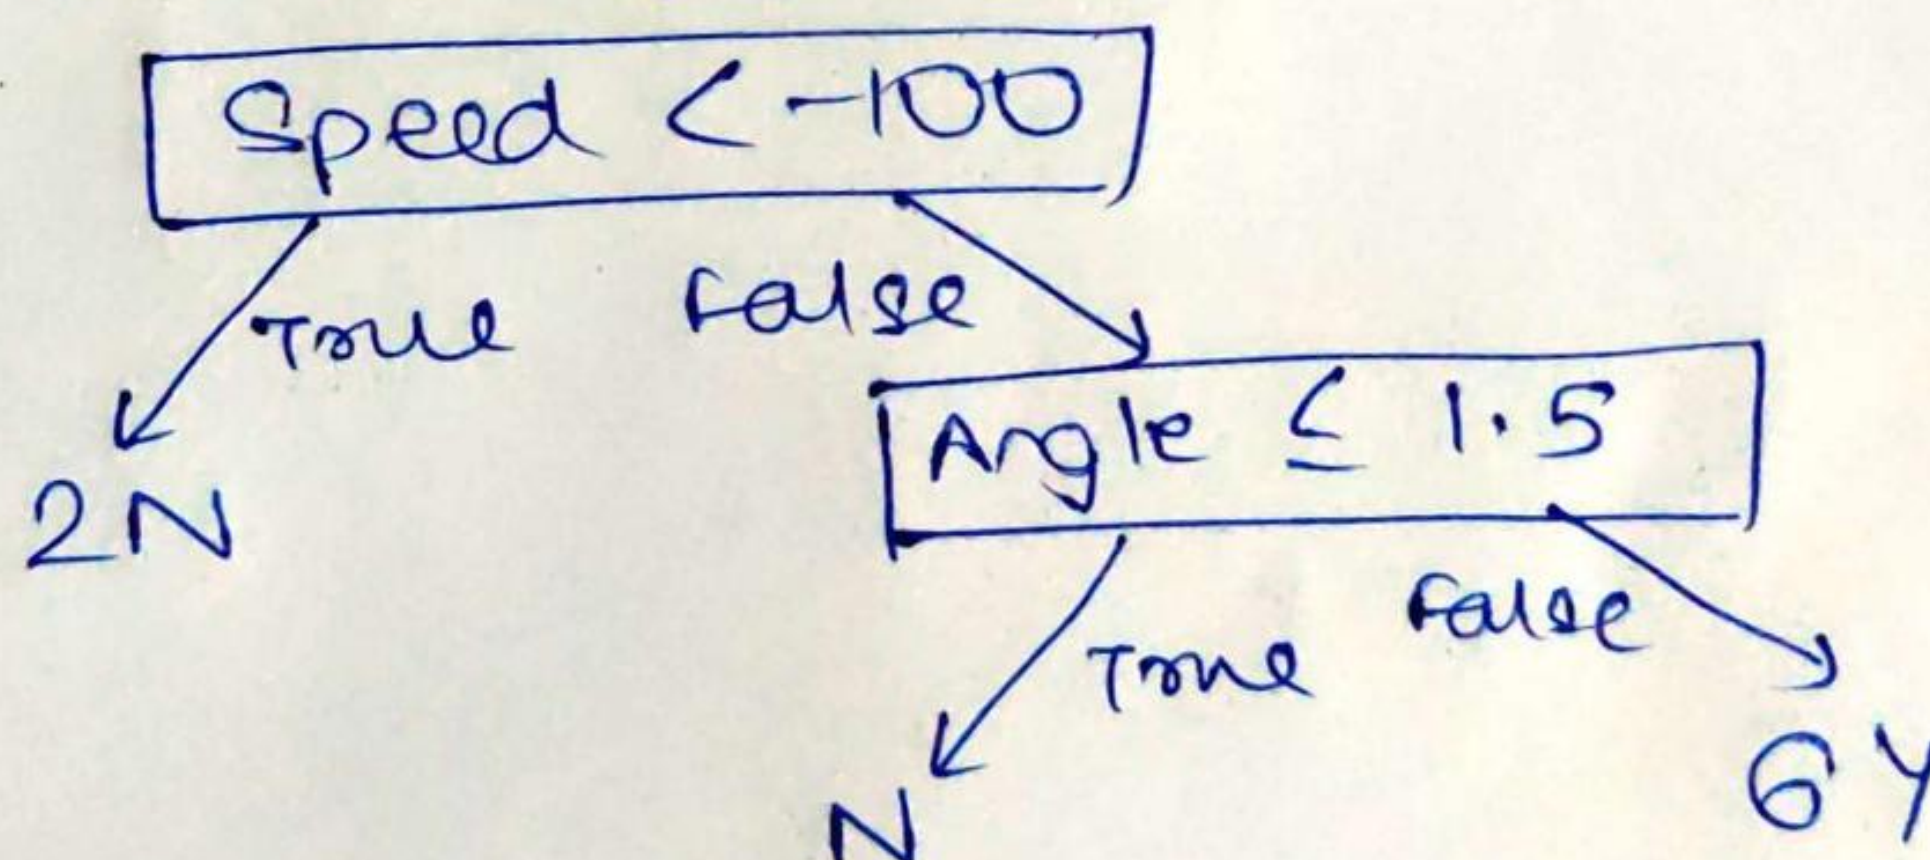 Speed < -100
True False
2N
Angle ≤ 1.5
True False
N
6Y